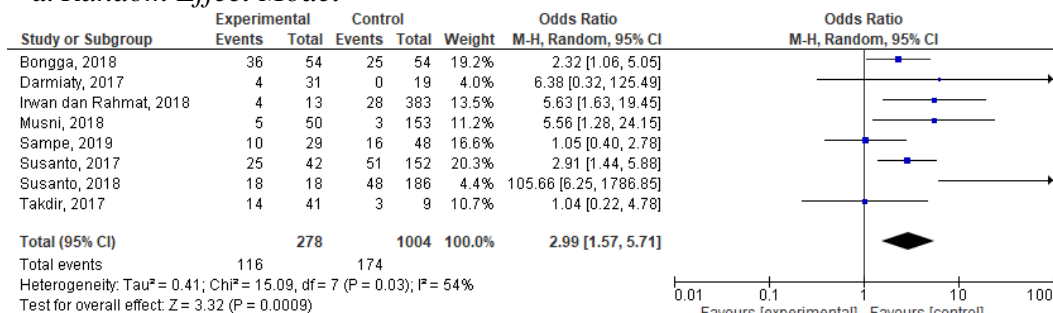 a. Random Effect Model
Experimental Control Odds Ratio Odds Ratio
Study or Subgroup Events Total Events Total Weight M-H, Random, 95% CI M-H, Random, 95% CI
Bongga, 2018 36 54 25 54 19.2% 2.32 [1.06, 5.05]
Darmiaty, 2017 4 31 0 19 4.0% 6.38 [0.32, 125.49]
Irwan dan Rahmat, 2018 4 13 28 383 13.5% 5.63 [1.63, 19.45]
Musni, 2018 5 50 3 153 11.2% 5.56 [1.28, 24.15]
Sampe, 2019 10 29 16 48 16.6% 1.05 [0.40, 2.78]
Susanto, 2017 25 42 51 152 20.3% 2.91 [1.44, 5.88]
Susanto, 2018 18 18 48 186 4.4% 105.66 [6.25, 1786.85]
Takdir, 2017 14 41 3 9 10.7% 1.04 [0.22, 4.78]
Total (95% CI) 278 1004 100.0% 2.99 [1.57, 5.71]
Total events 116 174
Heterogeneity: Tau² = 0.41; Chi² = 15.09, df = 7 (P = 0.03); I² = 54%
Test for overall effect: Z = 3.32 (P = 0.0009)
0.01 0.1 1 10 100
Favours [experimental] Favours [control]